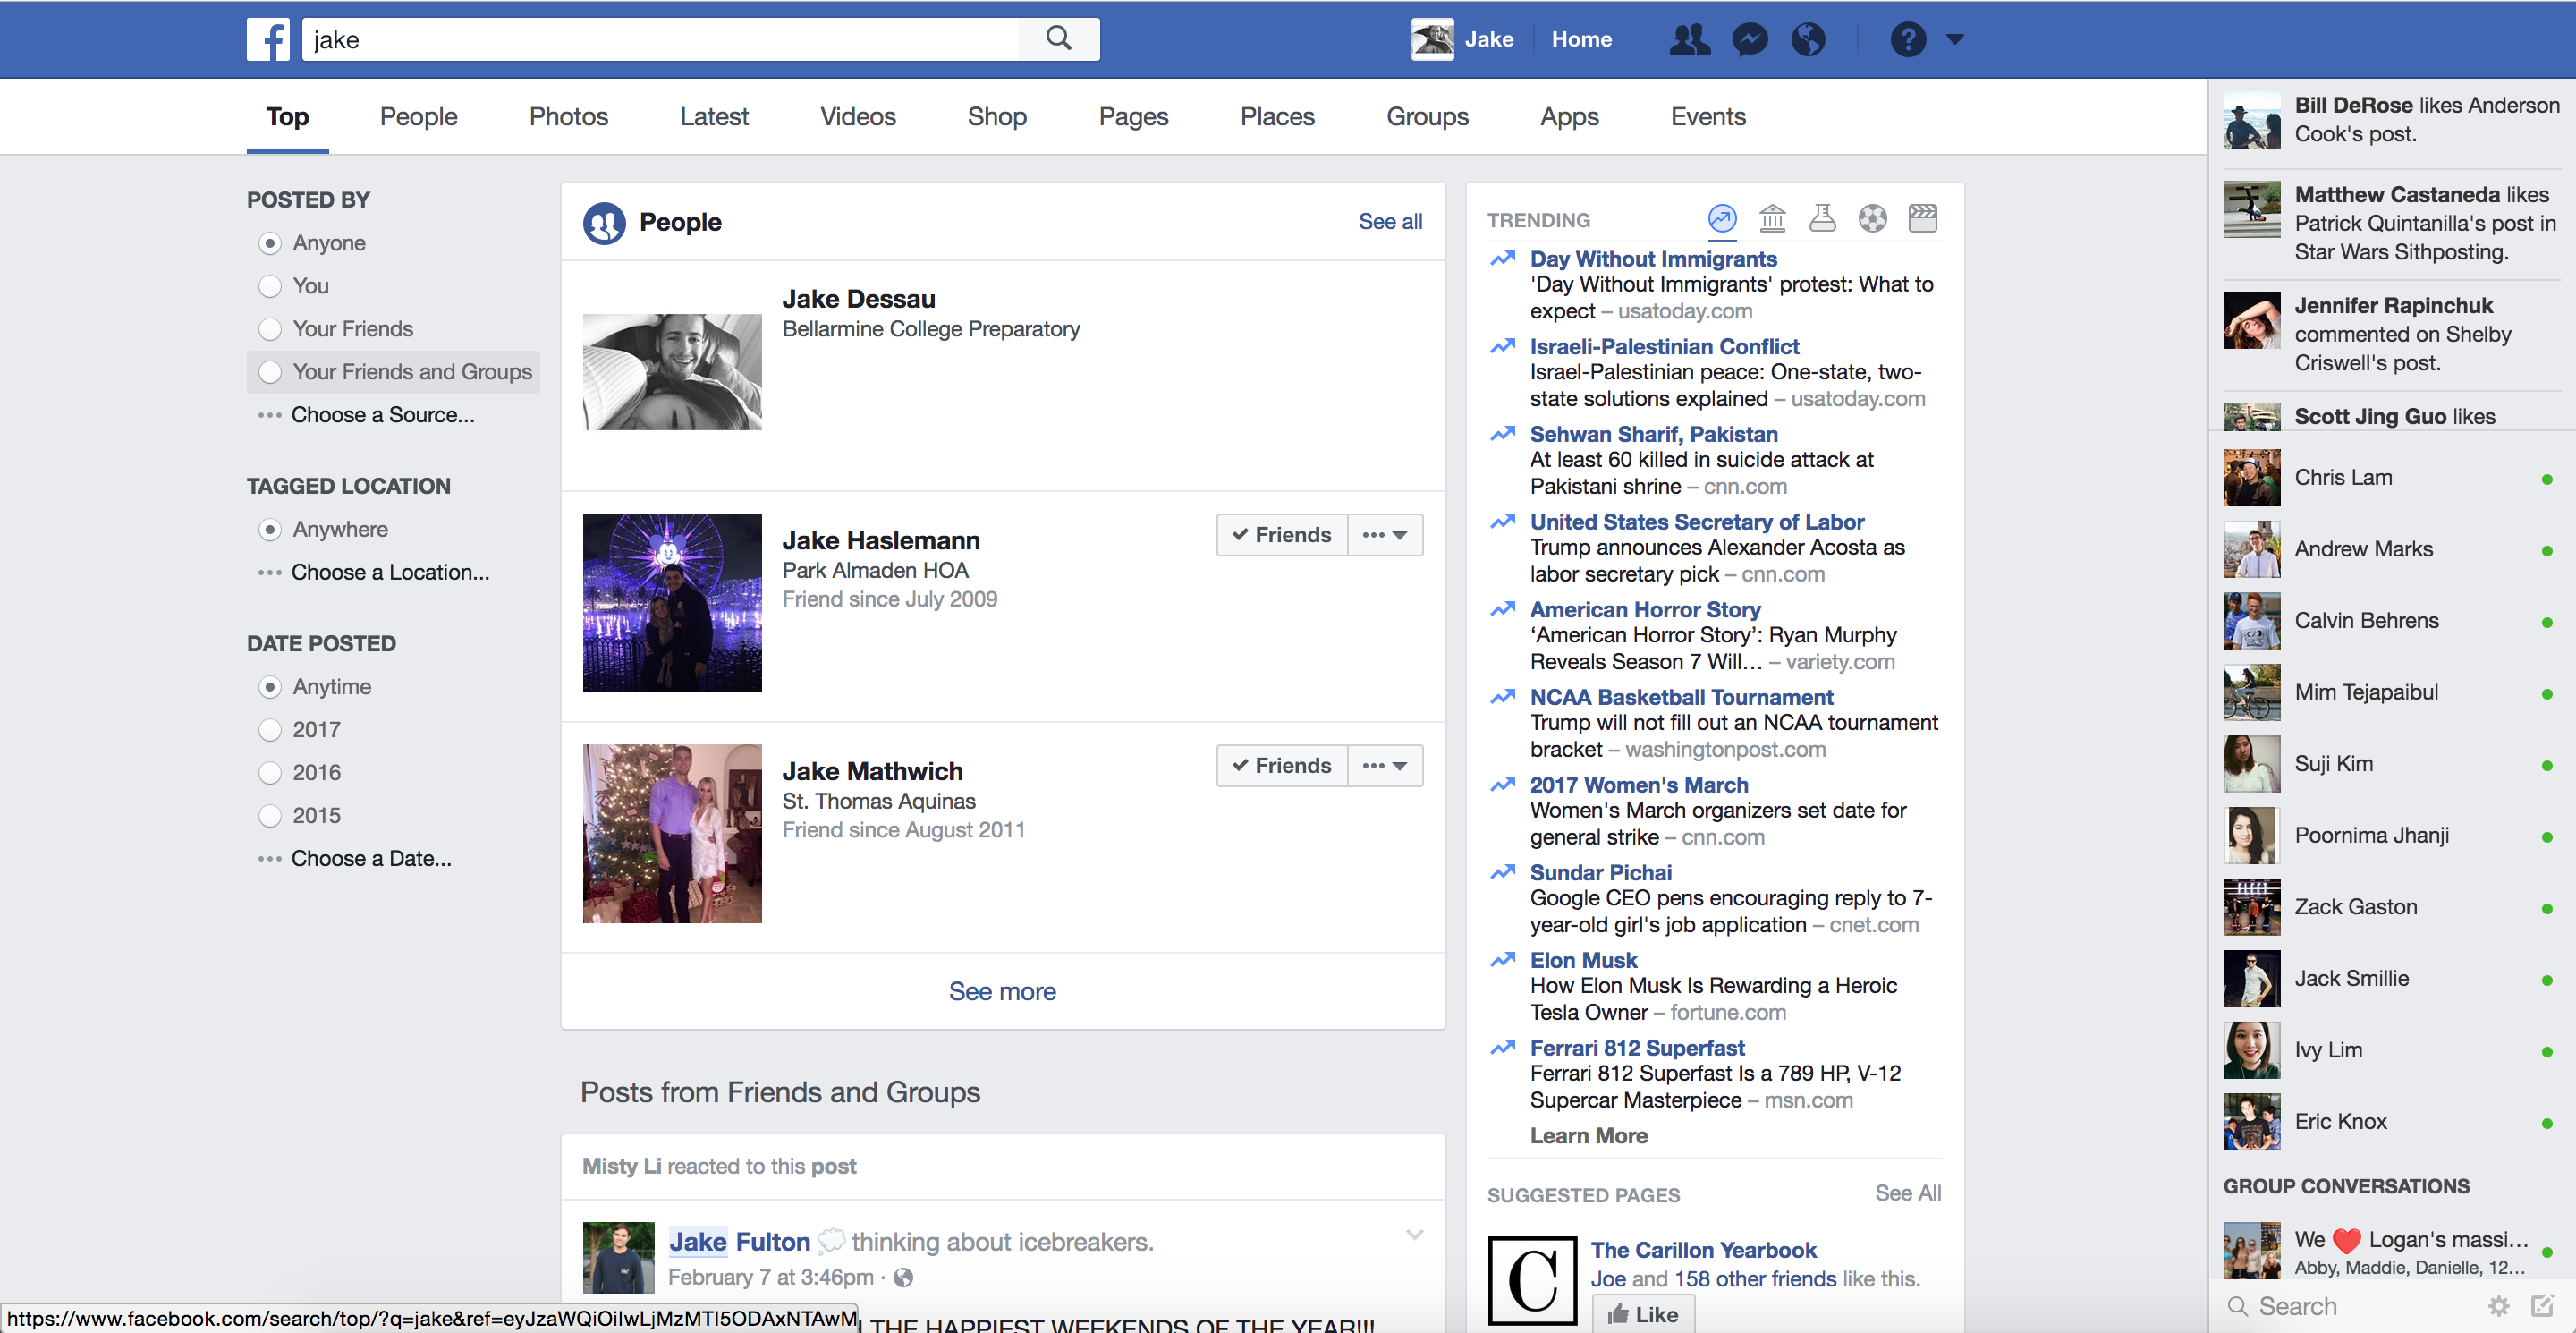 jake
Jake
Home
Top
People
Photos
Latest
Videos
Shop
Pages
Places
Groups
Apps
Events
POSTED BY
Anyone
You
Your Friends
Your Friends and Groups
Choose a Source...
TAGGED LOCATION
Anywhere
Choose a Location...
DATE POSTED
Anytime
2017
2016
2015
Choose a Date...
People
See all
Jake Dessau
Bellarmine College Preparatory
Jake Haslemann
Park Almaden HOA
Friend since July 2009
Friends
Jake Mathwich
St. Thomas Aquinas
Friend since August 2011
Friends
See more
Posts from Friends and Groups
Misty Li reacted to this post
Jake Fulton thinking about icebreakers.
February 7 at 3:46pm ·
THE HAPPIEST WEEKENDS OF THE YEAR!!!
https://www.facebook.com/search/top/?q=jake&ref=eyJzaWQiOiIwLjMzMTI5ODAxNTAwM
TRENDING
Day Without Immigrants
'Day Without Immigrants' protest: What to
expect – usatoday.com
Israeli-Palestinian Conflict
Israel-Palestinian peace: One-state, two-
state solutions explained – usatoday.com
Sehwan Sharif, Pakistan
At least 60 killed in suicide attack at
Pakistani shrine – cnn.com
United States Secretary of Labor
Trump announces Alexander Acosta as
labor secretary pick – cnn.com
American Horror Story
‘American Horror Story’: Ryan Murphy
Reveals Season 7 Will… – variety.com
NCAA Basketball Tournament
Trump will not fill out an NCAA tournament
bracket – washingtonpost.com
2017 Women's March
Women's March organizers set date for
general strike – cnn.com
Sundar Pichai
Google CEO pens encouraging reply to 7-
year-old girl's job application – cnet.com
Elon Musk
How Elon Musk Is Rewarding a Heroic
Tesla Owner – fortune.com
Ferrari 812 Superfast
Ferrari 812 Superfast Is a 789 HP, V-12
Supercar Masterpiece – msn.com
Learn More
SUGGESTED PAGES
See All
C
The Carillon Yearbook
Joe and 158 other friends like this.
Like
Bill DeRose likes Anderson
Cook's post.
Matthew Castaneda likes
Patrick Quintanilla's post in
Star Wars Sithposting.
Jennifer Rapinchuk
commented on Shelby
Criswell's post.
Scott Jing Guo likes
Chris Lam
Andrew Marks
Calvin Behrens
Mim Tejapaibul
Suji Kim
Poornima Jhanji
Zack Gaston
Jack Smillie
Ivy Lim
Eric Knox
GROUP CONVERSATIONS
We ❤ Logan's massi...
Abby, Maddie, Danielle, 12...
Search